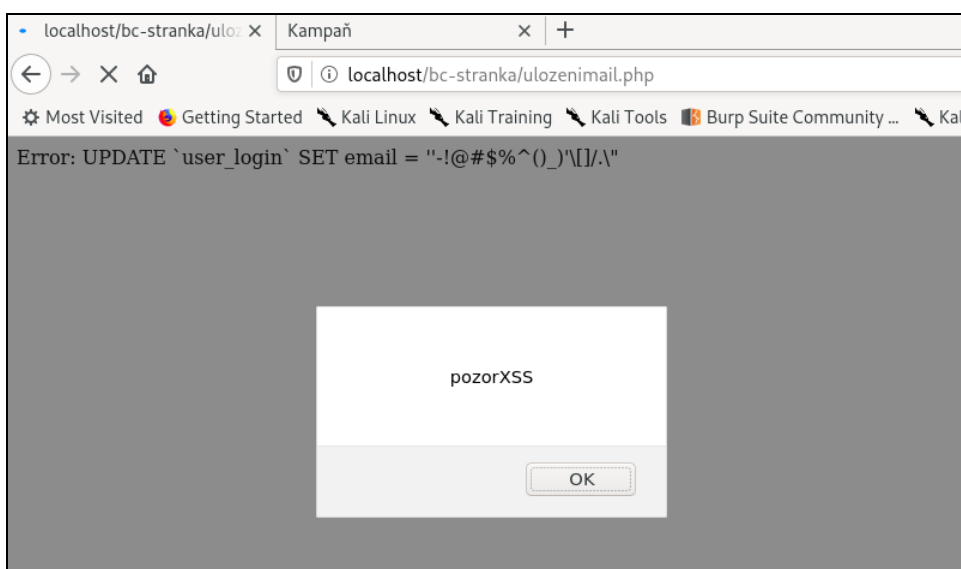 localhost/bc-stranka/uloz Kampaň
localhost/bc-stranka/ulozenimail.php
Most Visited Getting Started Kali Linux Kali Training Kali Tools Burp Suite Community ... Kal
Error: UPDATE `user_login` SET email = ''-!@#$%^()_)'\[]/.\"
pozorXSS
OK